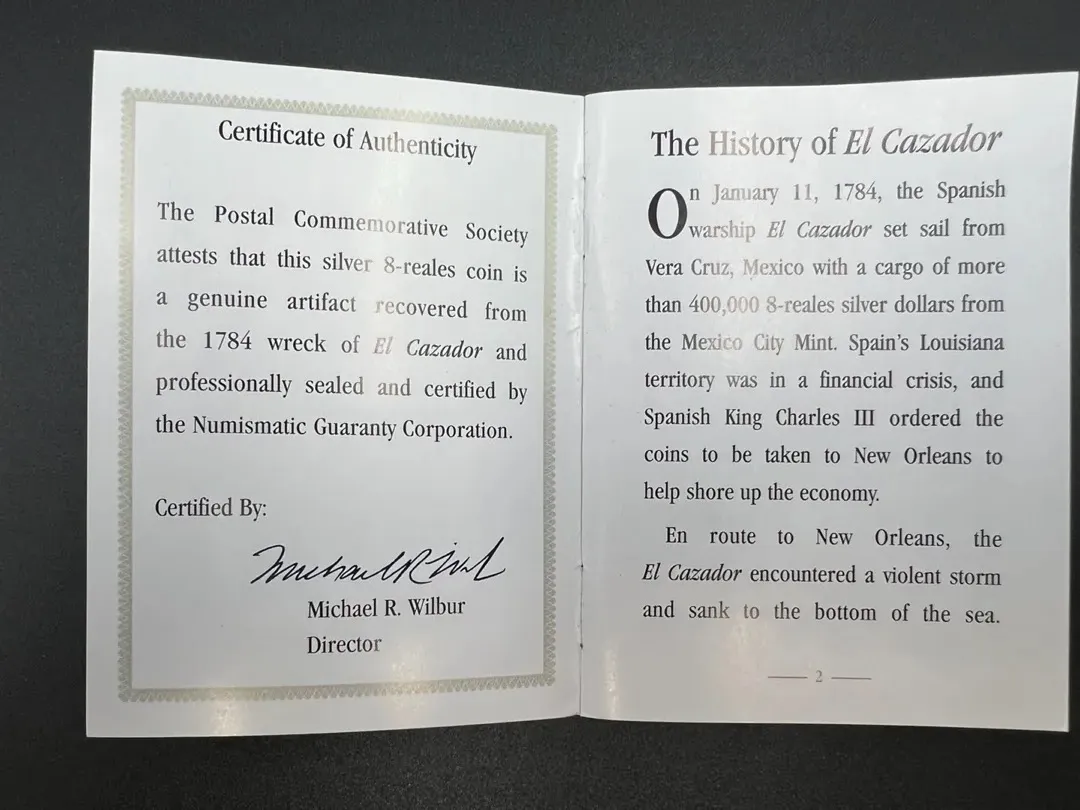 Certificate of Authenticity
The Postal Commemorative Society
attests that this silver 8-reales coin is
a genuine artifact recovered from
the 1784 wreck of El Cazador and
professionally sealed and certified by
the Numismatic Guaranty Corporation.
Certified By:
Michael R. Wilbur
Director
The History of El Cazador
On January 11, 1784, the Spanish
warship El Cazador set sail from
Vera Cruz, Mexico with a cargo of more
than 400,000 8-reales silver dollars from
the Mexico City Mint. Spain's Louisiana
territory was in a financial crisis, and
Spanish King Charles III ordered the
coins to be taken to New Orleans to
help shore up the economy.
En route to New Orleans, the
El Cazador encountered a violent storm
and sank to the bottom of the sea.
2